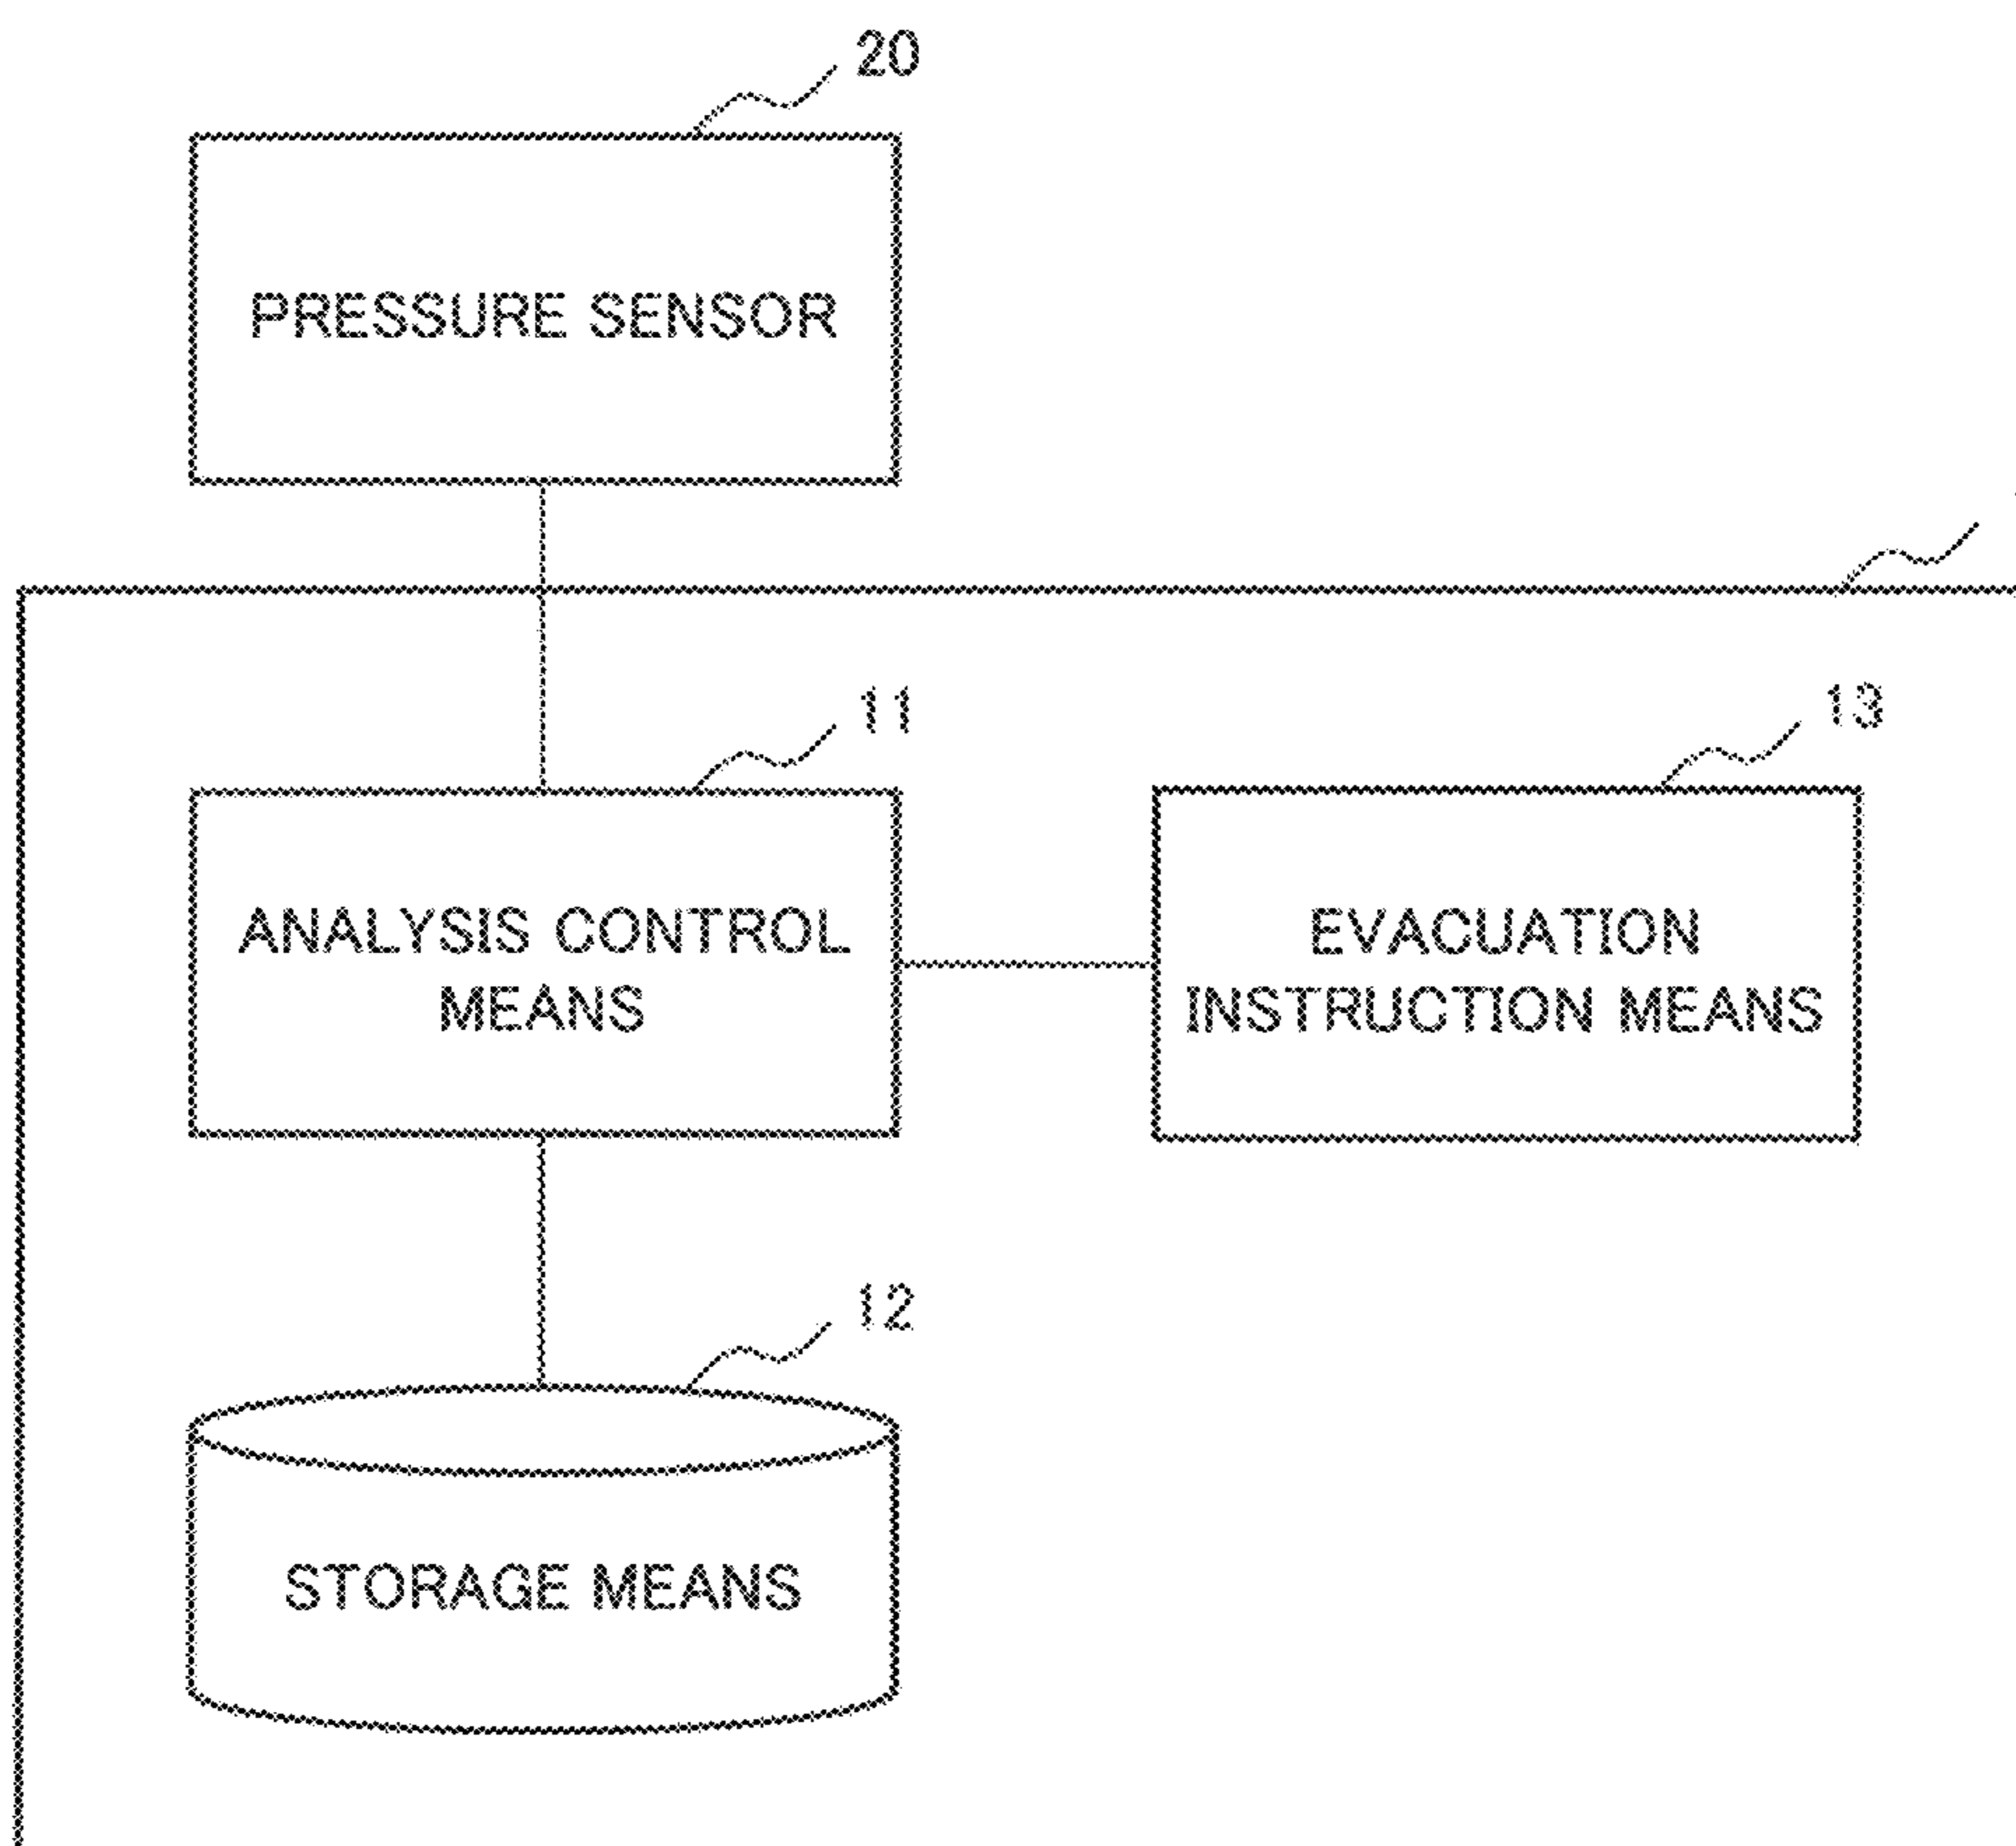 20
PRESSURE SENSOR
11
13
ANALYSIS CONTROL
MEANS
EVACUATION
INSTRUCTION MEANS
12
STORAGE MEANS